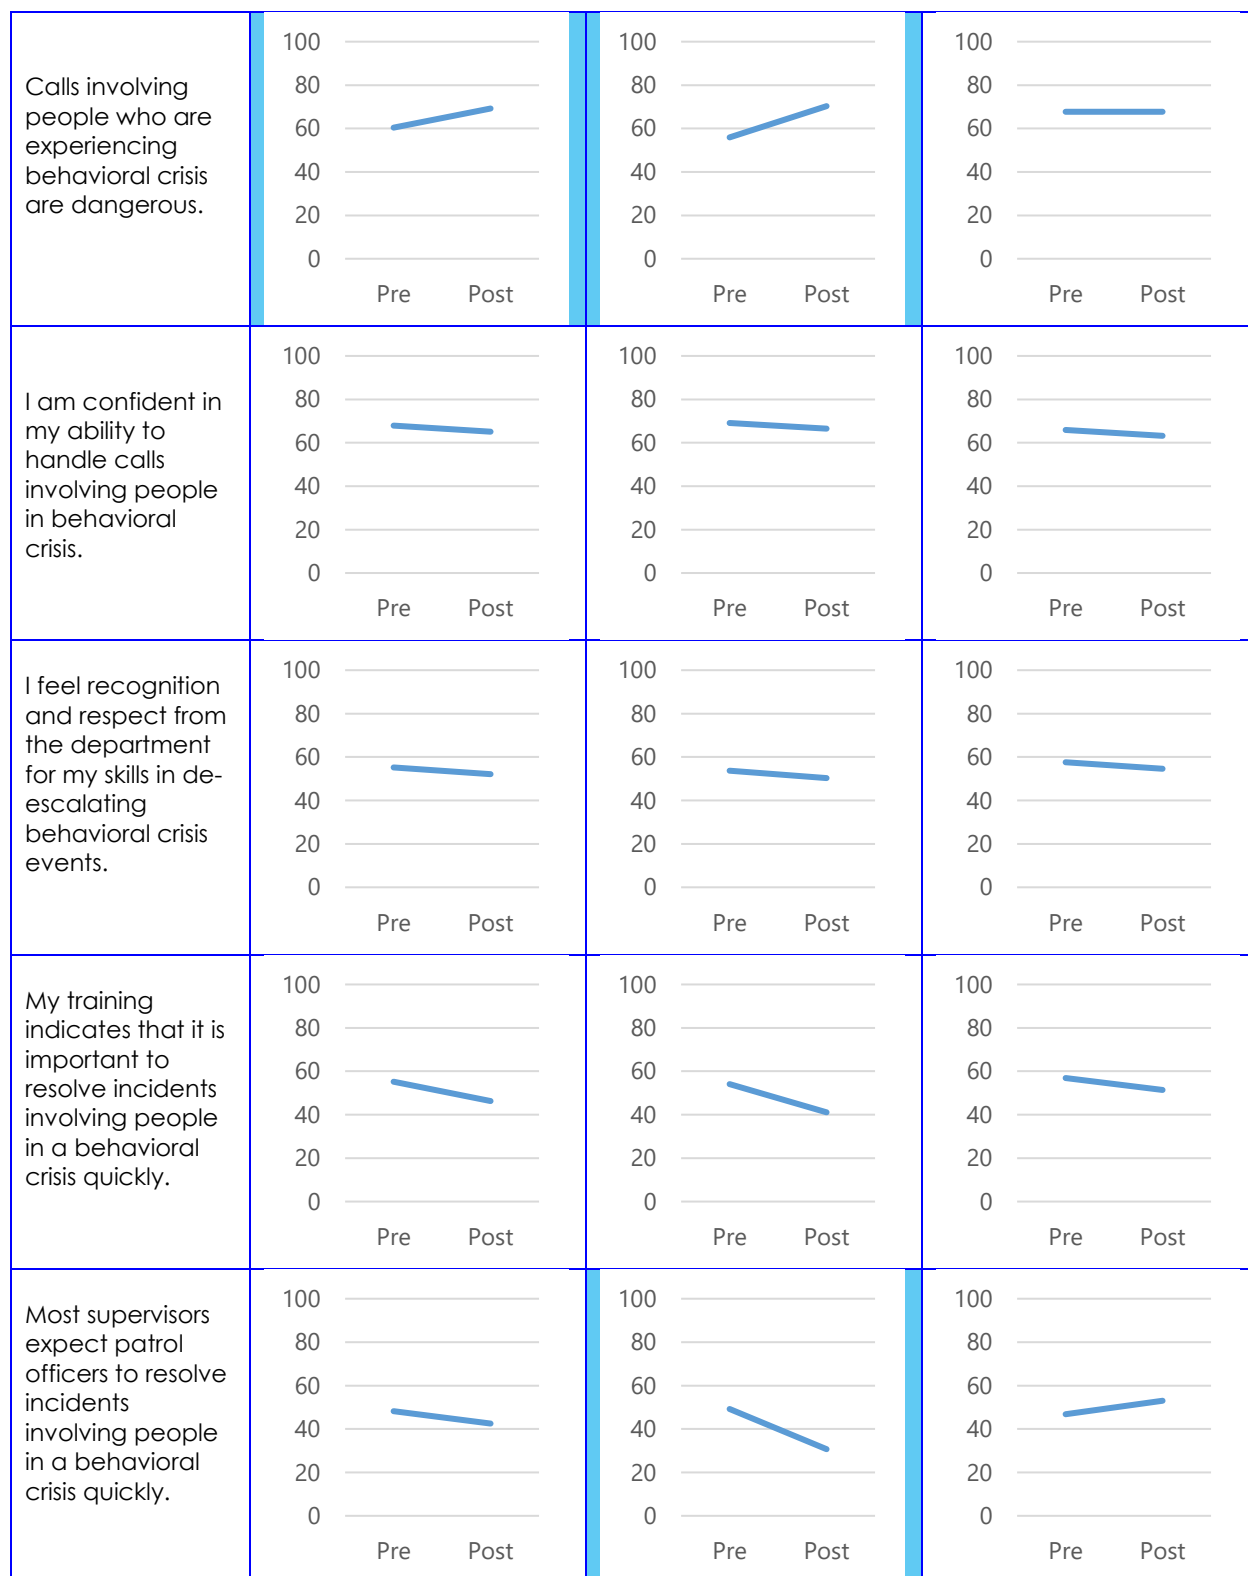 Calls involving
people who are
experiencing
behavioral crisis
are dangerous.
100
80
60
40
20
0
Pre Post
100
80
60
40
20
0
Pre Post
100
80
60
40
20
0
Pre Post
I am confident in
my ability to
handle calls
involving people
in behavioral
crisis.
100
80
60
40
20
0
Pre Post
100
80
60
40
20
0
Pre Post
100
80
60
40
20
0
Pre Post
I feel recognition
and respect from
the department
for my skills in de-
escalating
behavioral crisis
events.
100
80
60
40
20
0
Pre Post
100
80
60
40
20
0
Pre Post
100
80
60
40
20
0
Pre Post
My training
indicates that it is
important to
resolve incidents
involving people
in a behavioral
crisis quickly.
100
80
60
40
20
0
Pre Post
100
80
60
40
20
0
Pre Post
100
80
60
40
20
0
Pre Post
Most supervisors
expect patrol
officers to resolve
incidents
involving people
in a behavioral
crisis quickly.
100
80
60
40
20
0
Pre Post
100
80
60
40
20
0
Pre Post
100
80
60
40
20
0
Pre Post